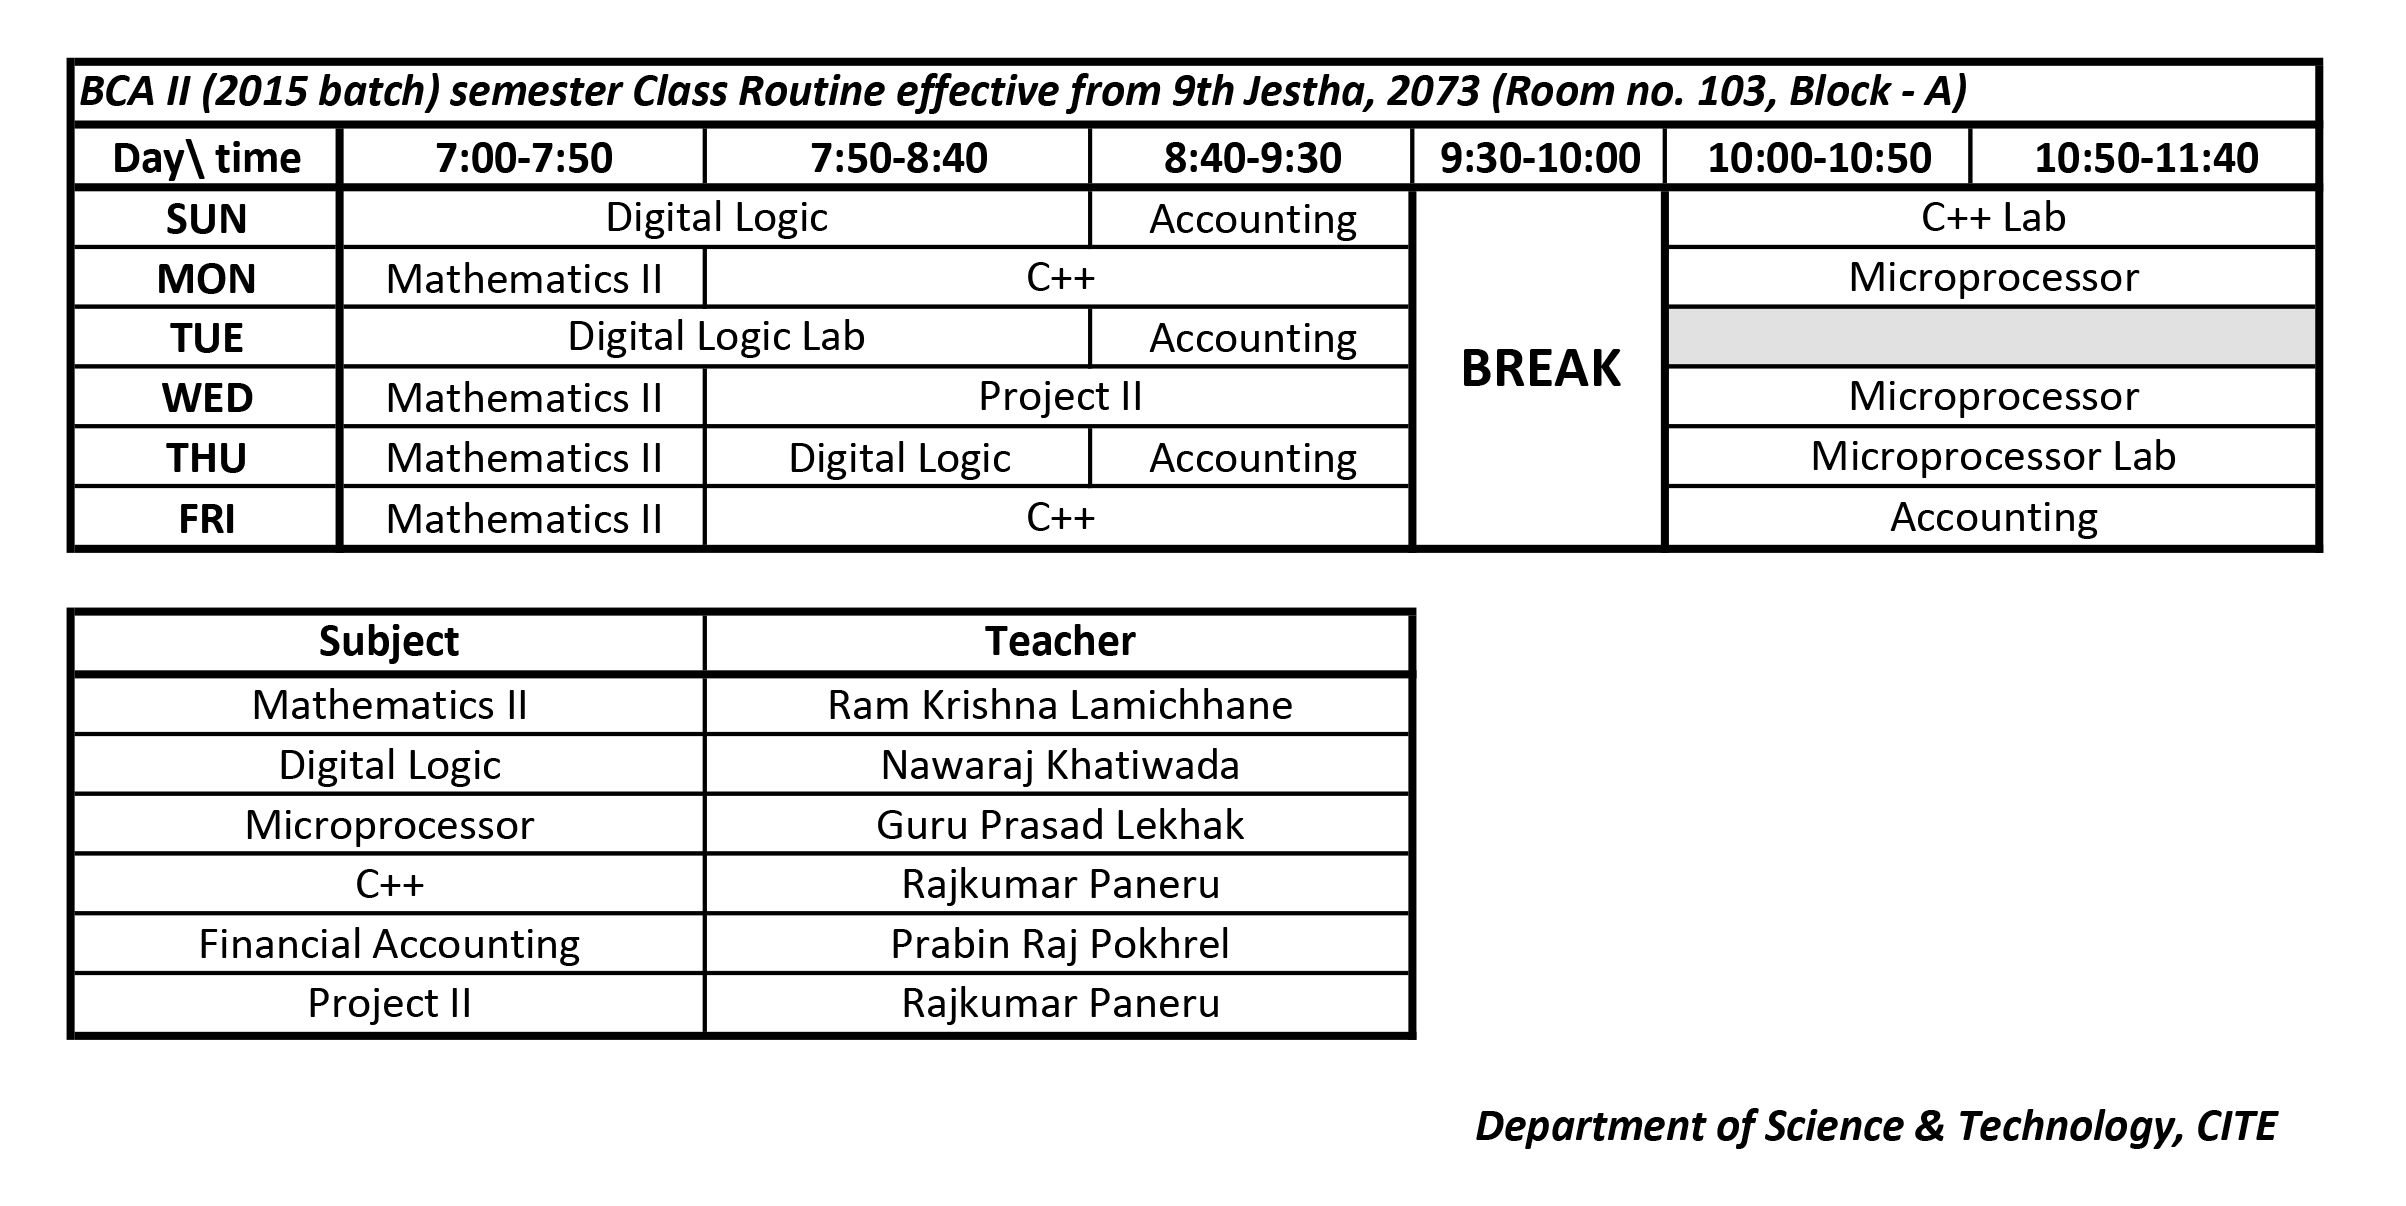 BCA II (2015 batch) semester Class Routine effective from 9th Jestha, 2073 (Room no. 103, Block - A)
Day\ time 7:00-7:50 7:50-8:40 8:40-9:30 9:30-10:00 10:00-10:50 10:50-11:40
SUN Digital Logic Accounting C++ Lab
MON Mathematics II C++ Microprocessor
TUE Digital Logic Lab Accounting
BREAK
WED Mathematics II Project II Microprocessor
THU Mathematics II Digital Logic Accounting Microprocessor Lab
FRI Mathematics II C++ Accounting
Subject Teacher
Mathematics II Ram Krishna Lamichhane
Digital Logic Nawaraj Khatiwada
Microprocessor Guru Prasad Lekhak
C++ Rajkumar Paneru
Financial Accounting Prabin Raj Pokhrel
Project II Rajkumar Paneru
Department of Science & Technology, CITE